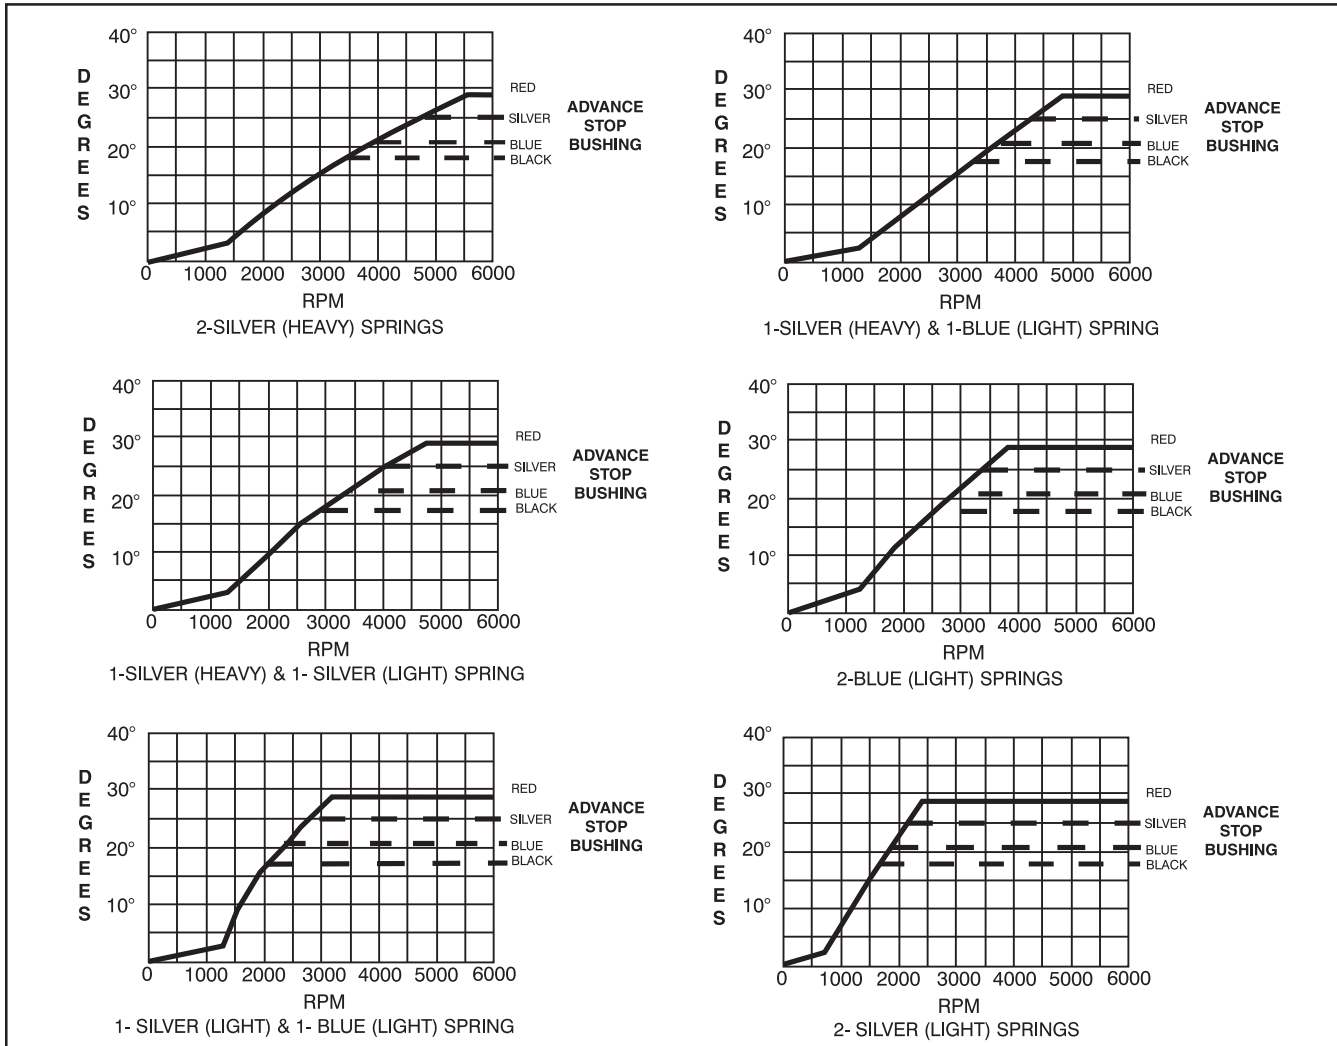 40°
30°
20°
10°
DEGREES
RED
SILVER
BLUE
BLACK
ADVANCE
STOP
BUSHING
0 1000 2000 3000 4000 5000 6000
RPM
2-SILVER (HEAVY) SPRINGS
40°
30°
20°
10°
DEGREES
RED
SILVER
BLUE
BLACK
ADVANCE
STOP
BUSHING
0 1000 2000 3000 4000 5000 6000
RPM
1-SILVER (HEAVY) & 1-BLUE (LIGHT) SPRING
40°
30°
20°
10°
DEGREES
RED
SILVER
BLUE
BLACK
ADVANCE
STOP
BUSHING
0 1000 2000 3000 4000 5000 6000
RPM
1-SILVER (HEAVY) & 1- SILVER (LIGHT) SPRING
40°
30°
20°
10°
DEGREES
RED
SILVER
BLUE
BLACK
ADVANCE
STOP
BUSHING
0 1000 2000 3000 4000 5000 6000
RPM
2-BLUE (LIGHT) SPRINGS
40°
30°
20°
10°
DEGREES
RED
SILVER
BLUE
BLACK
ADVANCE
STOP
BUSHING
0 1000 2000 3000 4000 5000 6000
RPM
1- SILVER (LIGHT) & 1- BLUE (LIGHT) SPRING
40°
30°
20°
10°
DEGREES
RED
SILVER
BLUE
BLACK
ADVANCE
STOP
BUSHING
0 1000 2000 3000 4000 5000 6000
RPM
2- SILVER (LIGHT) SPRINGS